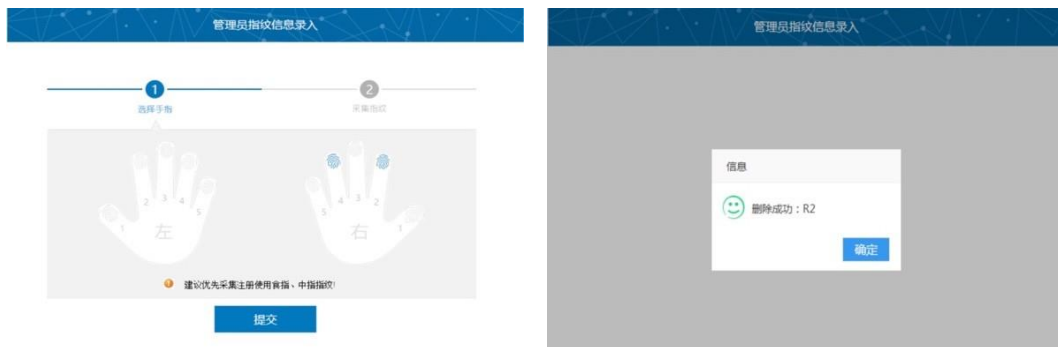 管理员指纹信息录入
1
2
选择手指
采集指纹
2 3 4 5
1
左
4 3 2
5
1
右
建议优先采集注册使用食指、中指指纹!
提交
管理员指纹信息录入
信息
删除成功：R2
确定